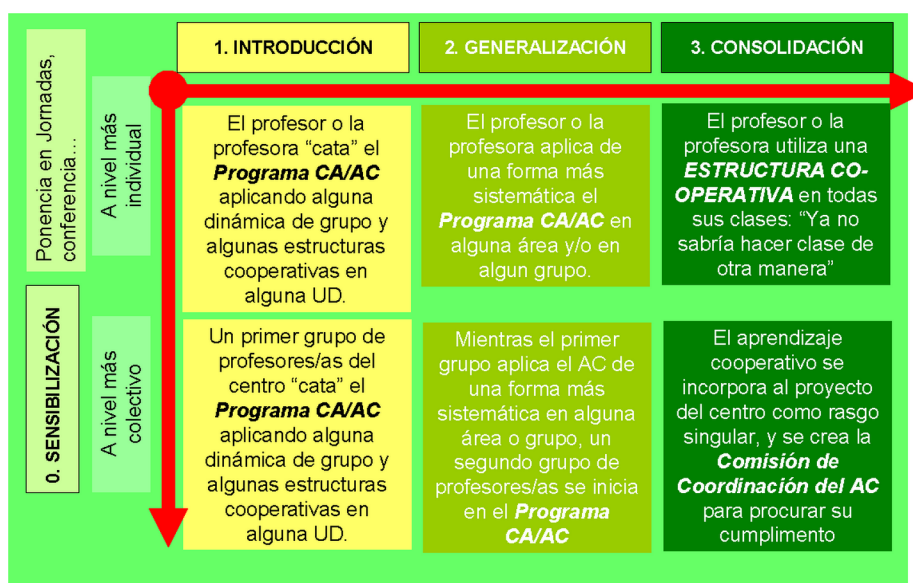 1. INTRODUCCIÓN
2. GENERALIZACIÓN
3. CONSOLIDACIÓN
Ponencia en Jornadas,
conferencia…
0. SENSIBILIZACIÓN
A nivel más
individual
El profesor o la
profesora “cata” el
Programa CA/AC
aplicando alguna
dinámica de grupo y
algunas estructuras
cooperativas en
alguna UD.
El profesor o la
profesora aplica de
una forma más
sistemática el
Programa CA/AC en
alguna área y/o en
algun grupo.
El profesor o la
profesora utiliza una
ESTRUCTURA CO-
OPERATIVA en todas
sus clases: “Ya no
sabría hacer clase de
otra manera”
A nivel más
colectivo
Un primer grupo de
profesores/as del
centro “cata” el
Programa CA/AC
aplicando alguna
dinámica de grupo y
algunas estructuras
cooperativas en
alguna UD.
Mientras el primer
grupo aplica el AC de
una forma más
sistemática en alguna
área o grupo, un
segundo grupo de
profesores/as se inicia
en el Programa
CA/AC
El aprendizaje
cooperativo se
incorpora al proyecto
del centro como rasgo
singular, y se crea la
Comisión de
Coordinación del AC
para procurar su
cumplimento